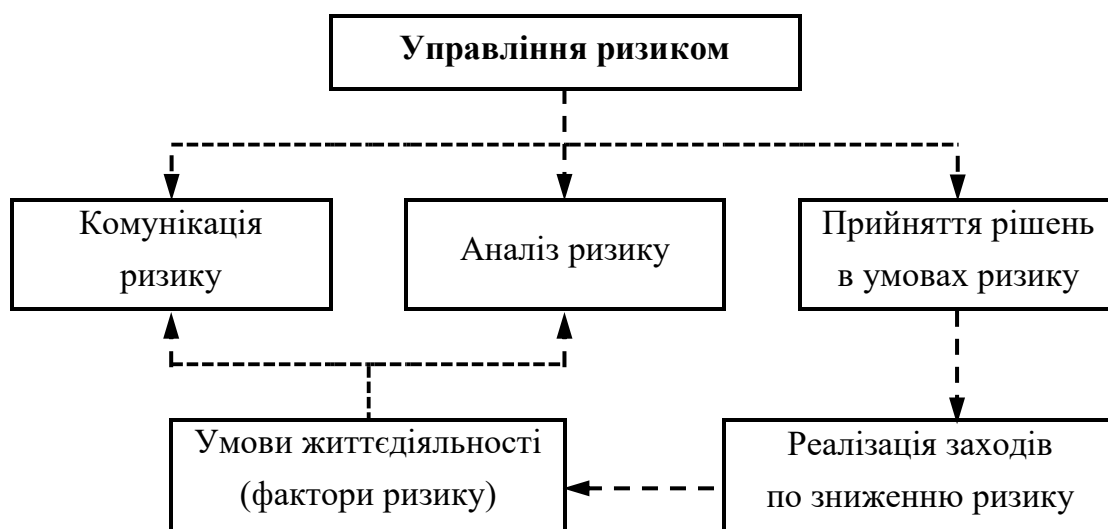 Управління ризиком
Комунікація
ризику
Аналіз ризику
Прийняття рішень
в умовах ризику
Умови життєдіяльності
(фактори ризику)
Реалізація заходів
по зниженню ризику